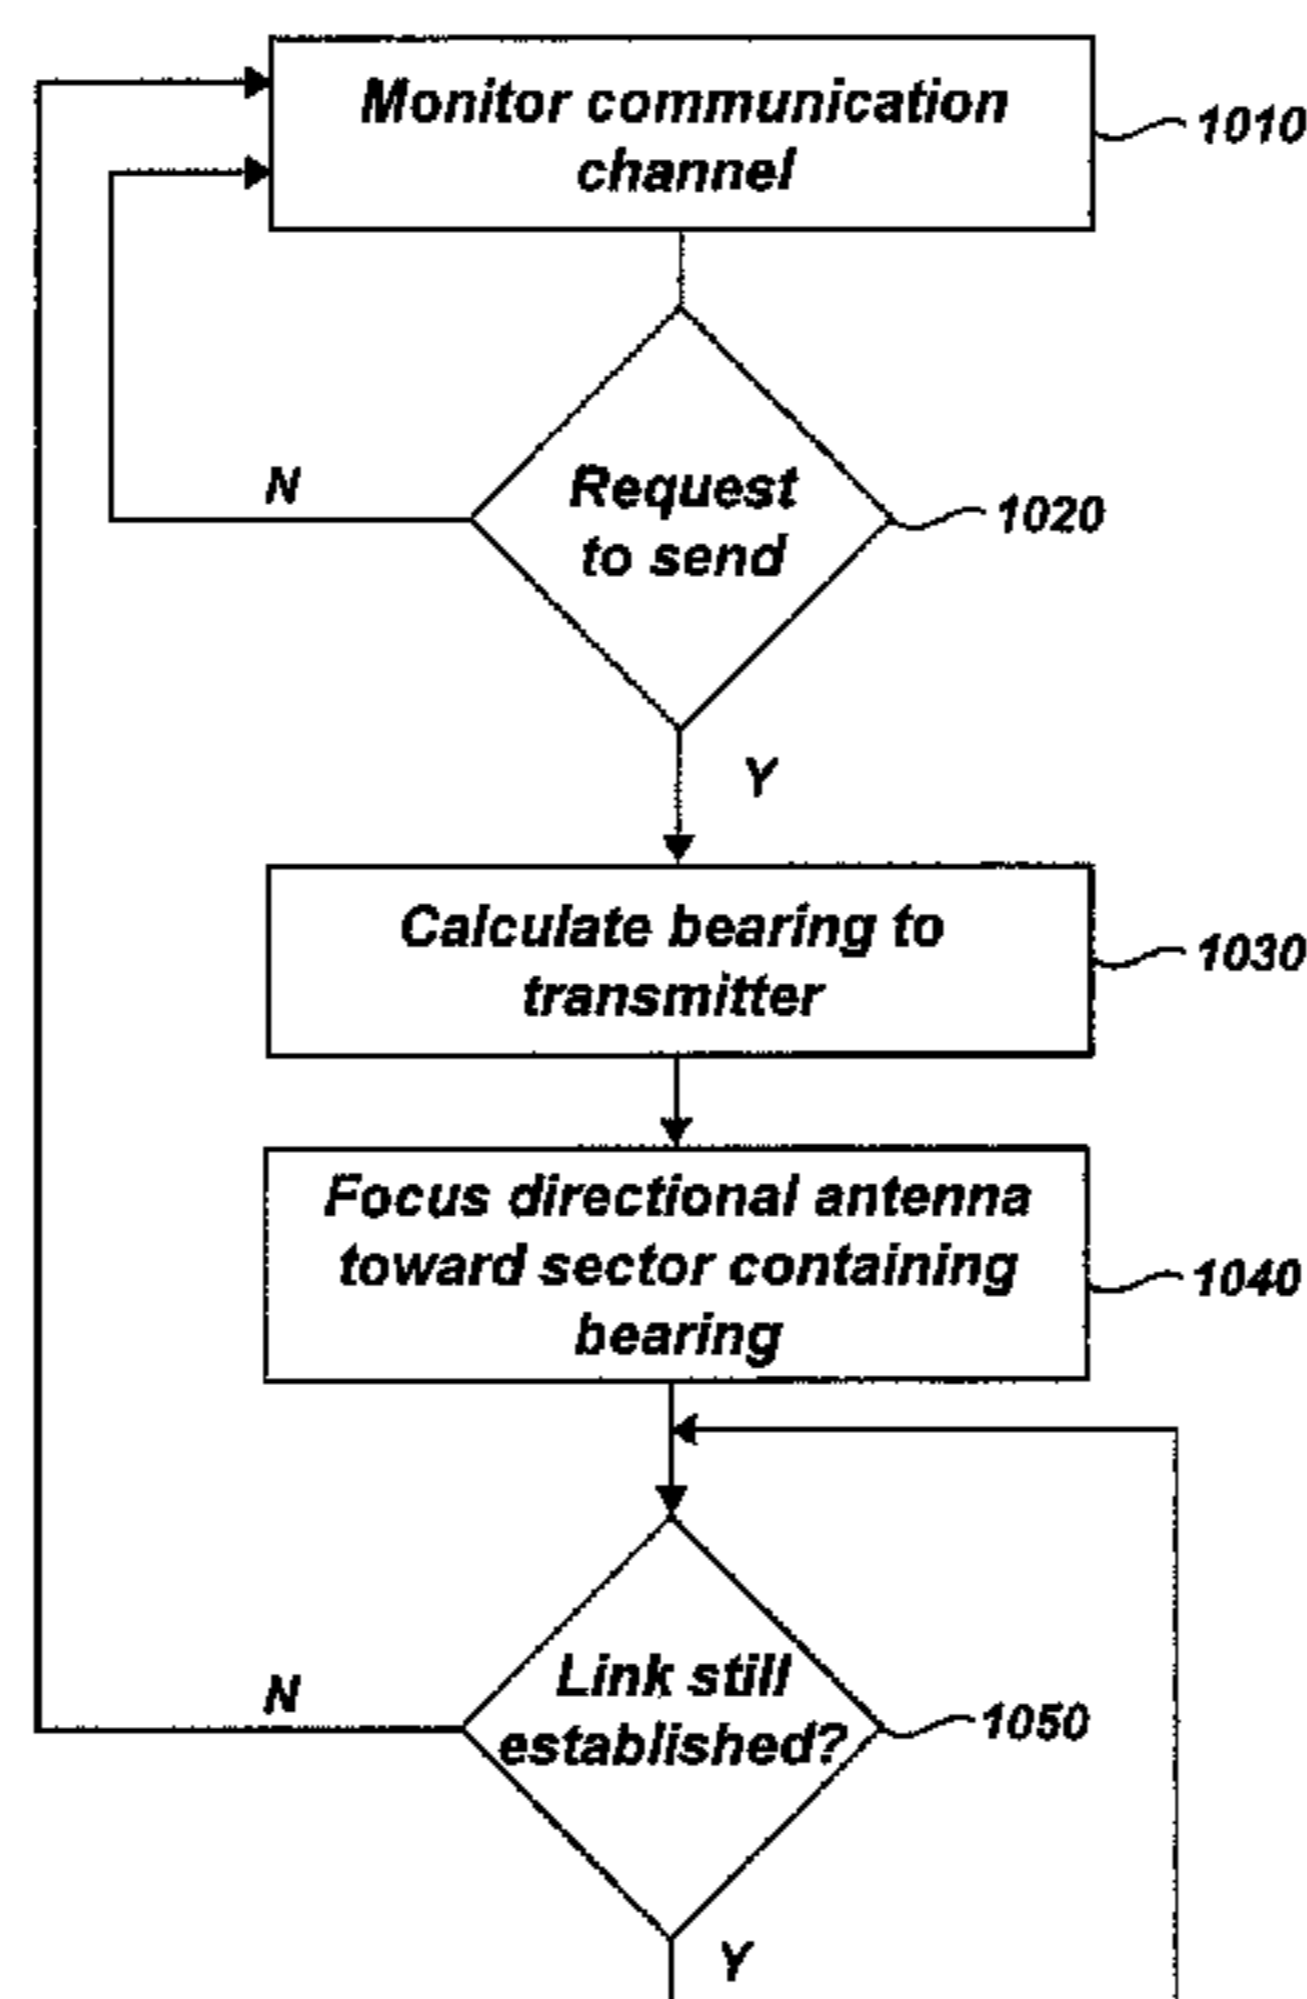 Monitor communication
channel
1010
N
Request
to send
1020
Y
Calculate bearing to
transmitter
1030
Focus directional antenna
toward sector containing
bearing
1040
N
Link still
established?
1050
Y